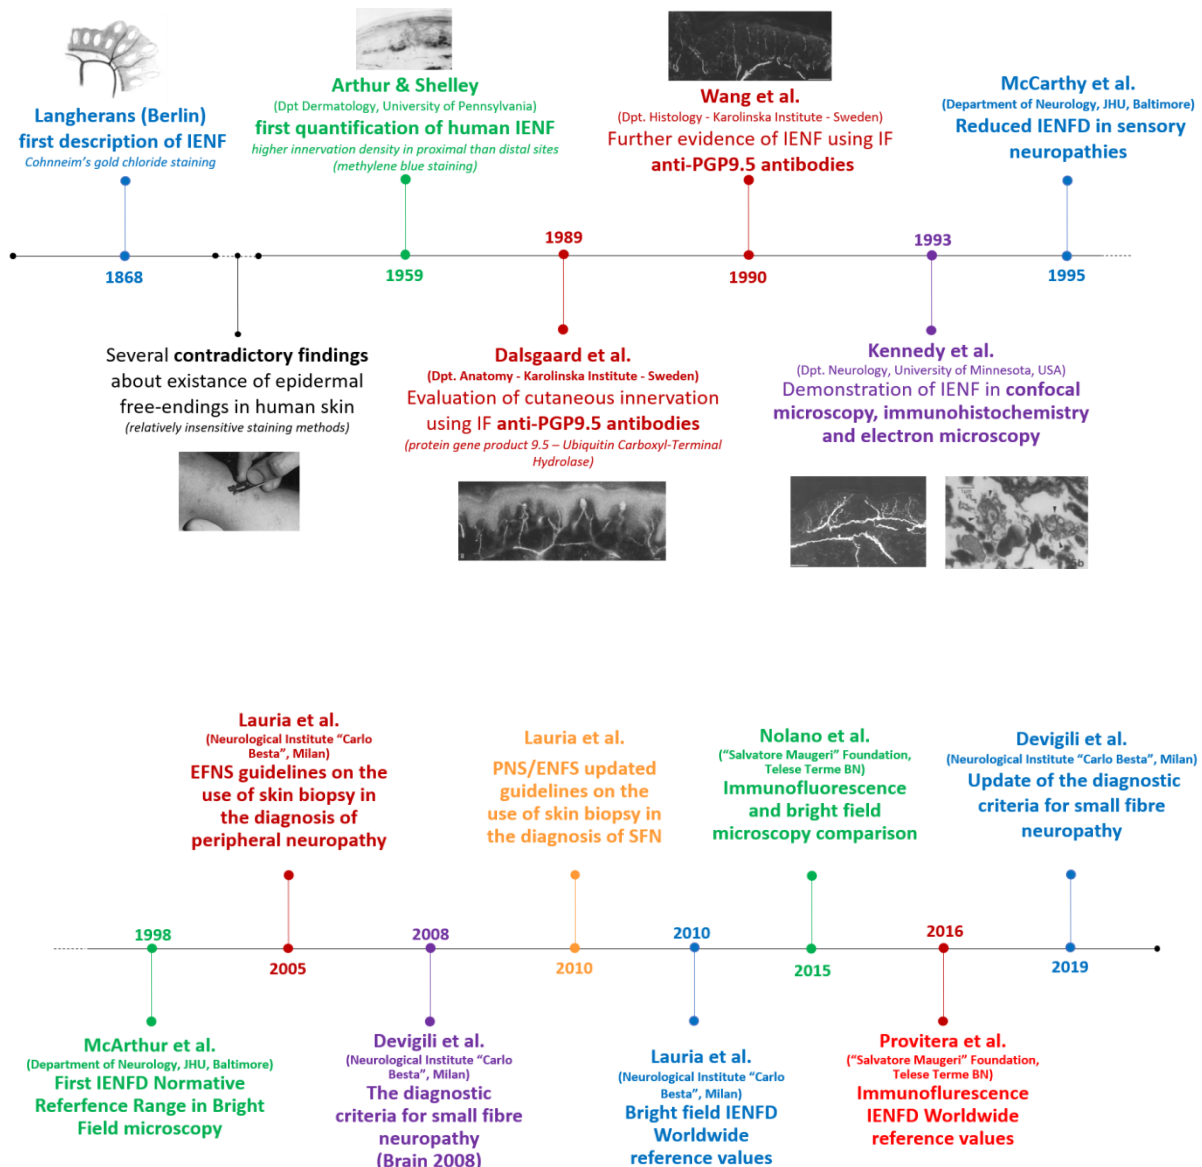 Langherans (Berlin)
first description of IENF
Cohnneim's gold chloride staining
1868
Several contradictory findings
about existance of epidermal
free-endings in human skin
(relatively insensitive staining methods)
Arthur & Shelley
(Dpt Dermatology, University of Pennsylvania)
first quantification of human IENF
higher innervation density in proximal than distal sites
(methylene blue staining)
1959
1989
Dalsgaard et al.
(Dpt. Anatomy - Karolinska Institute - Sweden)
Evaluation of cutaneous innervation
using IF anti-PGP9.5 antibodies
(protein gene product 9.5 – Ubiquitin Carboxyl-Terminal
Hydrolase)
Wang et al.
(Dpt. Histology - Karolinska Institute - Sweden)
Further evidence of IENF using IF
anti-PGP9.5 antibodies
1990
1993
Kennedy et al.
(Dpt. Neurology, University of Minnesota, USA)
Demonstration of IENF in confocal
microscopy, immunohistochemistry
and electron microscopy
McCarthy et al.
(Department of Neurology, JHU, Baltimore)
Reduced IENFD in sensory
neuropathies
1995
1998
McArthur et al.
(Department of Neurology, JHU, Baltimore)
First IENFD Normative
Referfence Range in Bright
Field microscopy
Lauria et al.
(Neurological Institute "Carlo
Besta", Milan)
EFNS guidelines on the
use of skin biopsy in
the diagnosis of
peripheral neuropathy
2005
2008
Devigili et al.
(Neurological Institute "Carlo
Besta", Milan)
The diagnostic
criteria for small fibre
neuropathy
(Brain 2008)
Lauria et al.
PNS/ENFS updated
guidelines on the
use of skin biopsy in
the diagnosis of SFN
2010
2010
Lauria et al.
(Neurological Institute "Carlo
Besta", Milan)
Bright field IENFD
Worldwide
reference values
Nolano et al.
("Salvatore Maugeri" Foundation,
Telese Terme BN)
Immunofluorescence
and bright field
microscopy comparison
2015
2016
Provitera et al.
("Salvatore Maugeri" Foundation,
Telese Terme BN)
Immunoflurescence
IENFD Worldwide
reference values
Devigili et al.
(Neurological Institute "Carlo Besta", Milan)
Update of the diagnostic
criteria for small fibre
neuropathy
2019